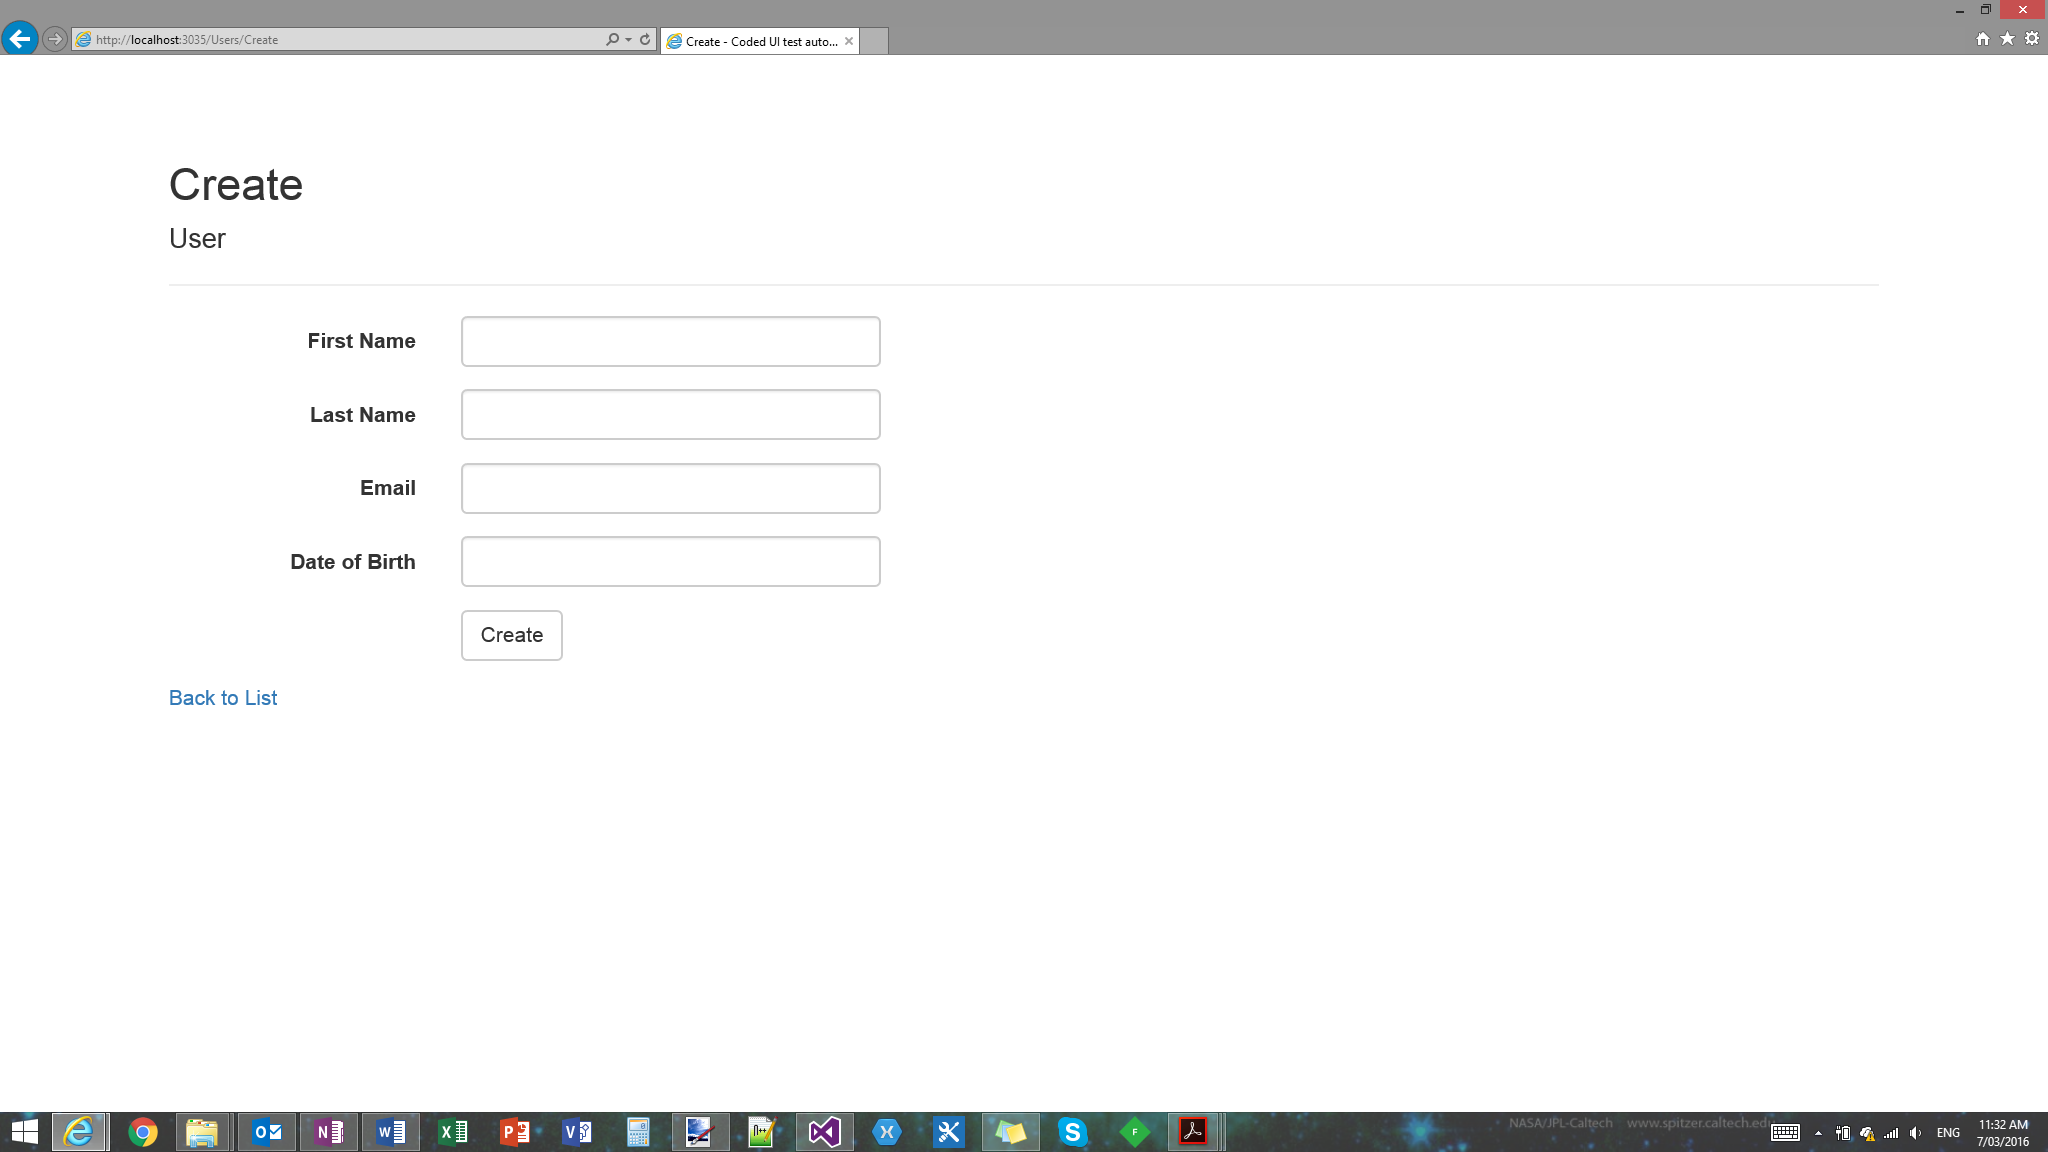 http://localhost:3035/Users/Create
Create - Coded UI test auto...
Create
User
First Name
Last Name
Email
Date of Birth
Create
Back to List
NASA/JPL-Caltech www.spitzer.caltech.ed
ENG
11:32 AM
7/03/2016